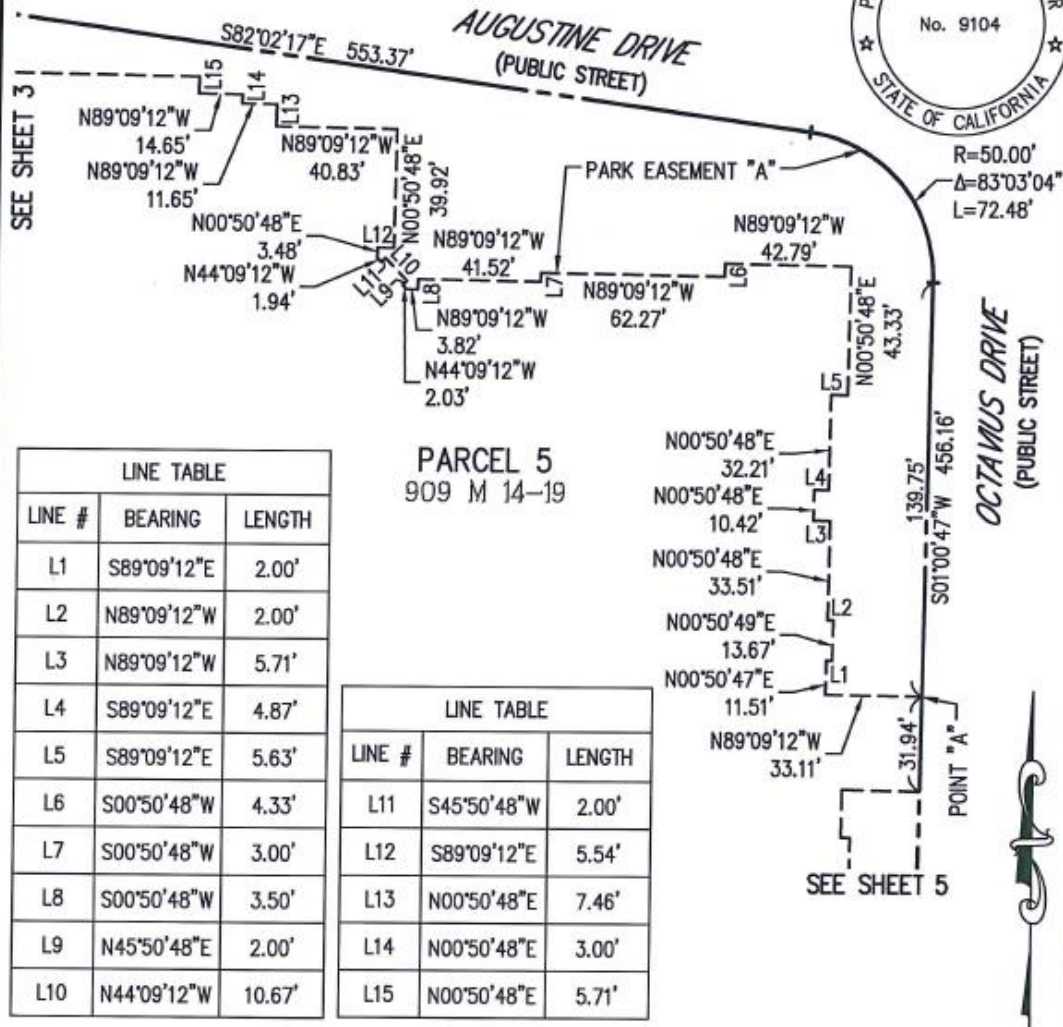 AUGUSTINE DRIVE
(PUBLIC STREET)
S82°02'17"E 553.37'
No. 9104
STATE OF CALIFORNIA
R=50.00'
Δ=83°03'04"
L=72.48'
SEE SHEET 3
L15
L14
L13
N89°09'12"W
14.65'
N89°09'12"W
11.65'
N89°09'12"W
40.83'
N00°50'48"E
39.92'
PARK EASEMENT "A"
N00°50'48"E
3.48'
N44°09'12"W
1.94'
L12
L10
L11
L9
L8
N89°09'12"W
41.52'
L7
N89°09'12"W
62.27'
L6
N89°09'12"W
42.79'
N89°09'12"W
3.82'
N44°09'12"W
2.03'
N00°50'48"E
43.33'
L5
OCTAVIUS DRIVE
(PUBLIC STREET)
N00°50'48"E
32.21'
L4
N00°50'48"E
10.42'
L3
N00°50'48"E
33.51'
L2
N00°50'49"E
13.67'
L1
N00°50'47"E
11.51'
N89°09'12"W
33.11'
139.75'
S01°00'47"W 456.16'
31.94'
POINT "A"
SEE SHEET 5
PARCEL 5
909 M 14-19
LINE TABLE
LINE # BEARING LENGTH
L1 S89°09'12"E 2.00'
L2 N89°09'12"W 2.00'
L3 N89°09'12"W 5.71'
L4 S89°09'12"E 4.87'
L5 S89°09'12"E 5.63'
L6 S00°50'48"W 4.33'
L7 S00°50'48"W 3.00'
L8 S00°50'48"W 3.50'
L9 N45°50'48"E 2.00'
L10 N44°09'12"W 10.67'
LINE TABLE
LINE # BEARING LENGTH
L11 S45°50'48"W 2.00'
L12 S89°09'12"E 5.54'
L13 N00°50'48"E 7.46'
L14 N00°50'48"E 3.00'
L15 N00°50'48"E 5.71'